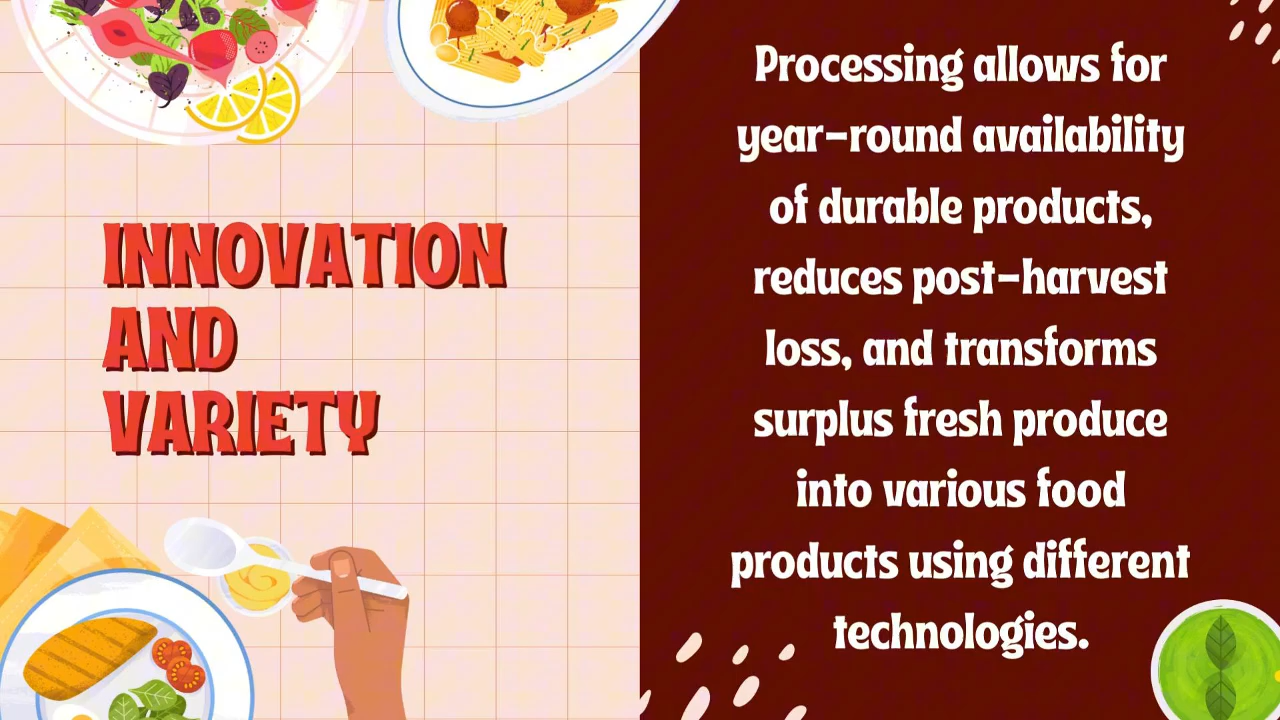 INNOVATION
AND
VARIETY
Processing allows for
year-round availability
of durable products,
reduces post-harvest
loss, and transforms
surplus fresh produce
into various food
products using different
technologies.